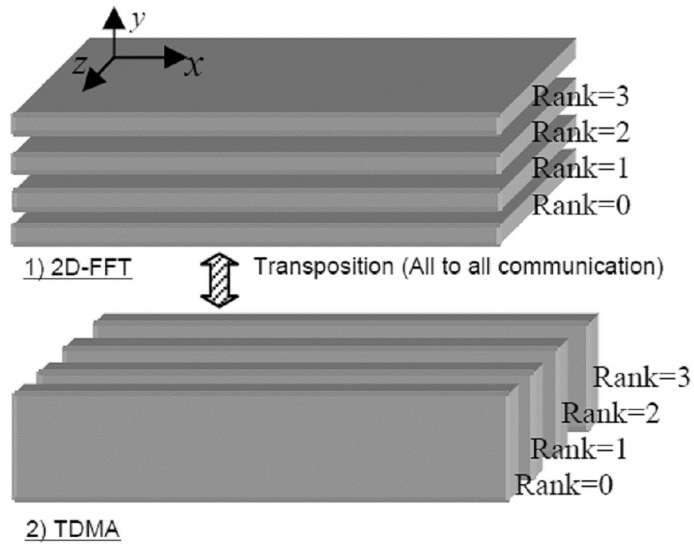 y
z
x
Rank=3
Rank=2
Rank=1
Rank=0
1) 2D-FFT
Transposition (All to all communication)
Rank=3
Rank=2
Rank=1
Rank=0
2) TDMA